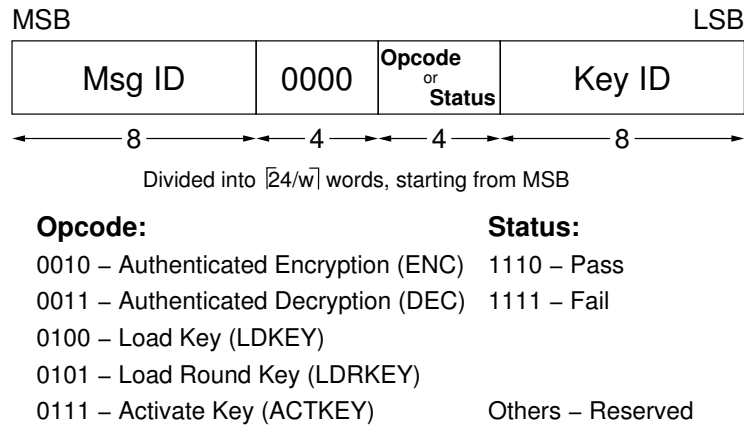 MSB LSB
Msg ID 0000 Opcode or Status Key ID
8 4 4 8
Divided into ⌈24/w⌉ words, starting from MSB
Opcode: Status:
0010 − Authenticated Encryption (ENC) 1110 − Pass
0011 − Authenticated Decryption (DEC) 1111 − Fail
0100 − Load Key (LDKEY)
0101 − Load Round Key (LDRKEY)
0111 − Activate Key (ACTKEY) Others − Reserved